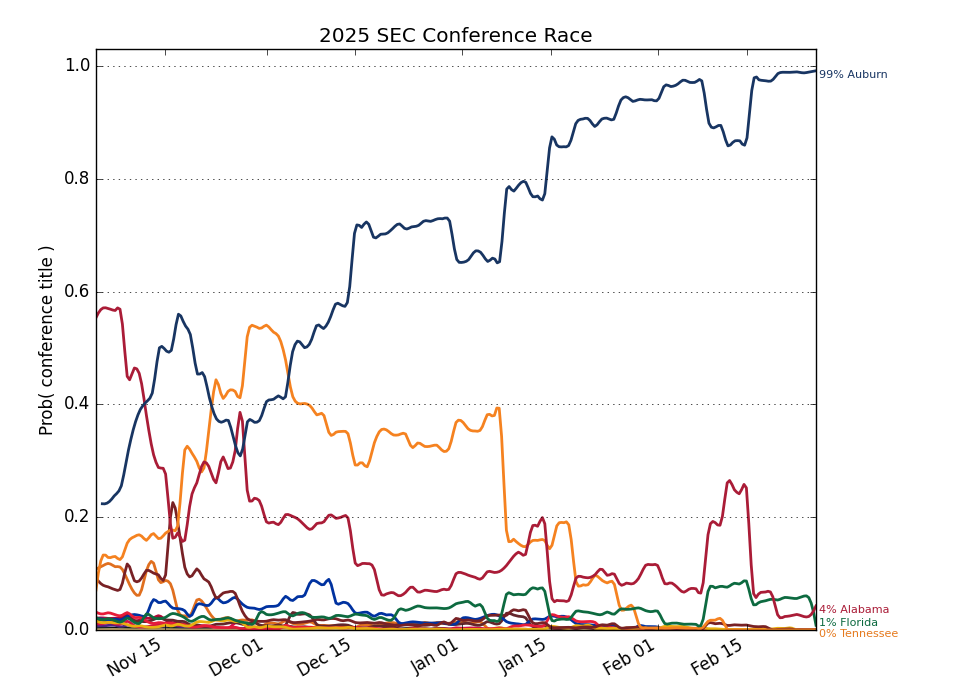 2025 SEC Conference Race
Prob( conference title )
1.0
0.8
0.6
0.4
0.2
0.0
Nov 15
Dec 01
Dec 15
Jan 01
Jan 15
Feb 01
Feb 15
99% Auburn
4% Alabama
1% Florida
0% Tennessee